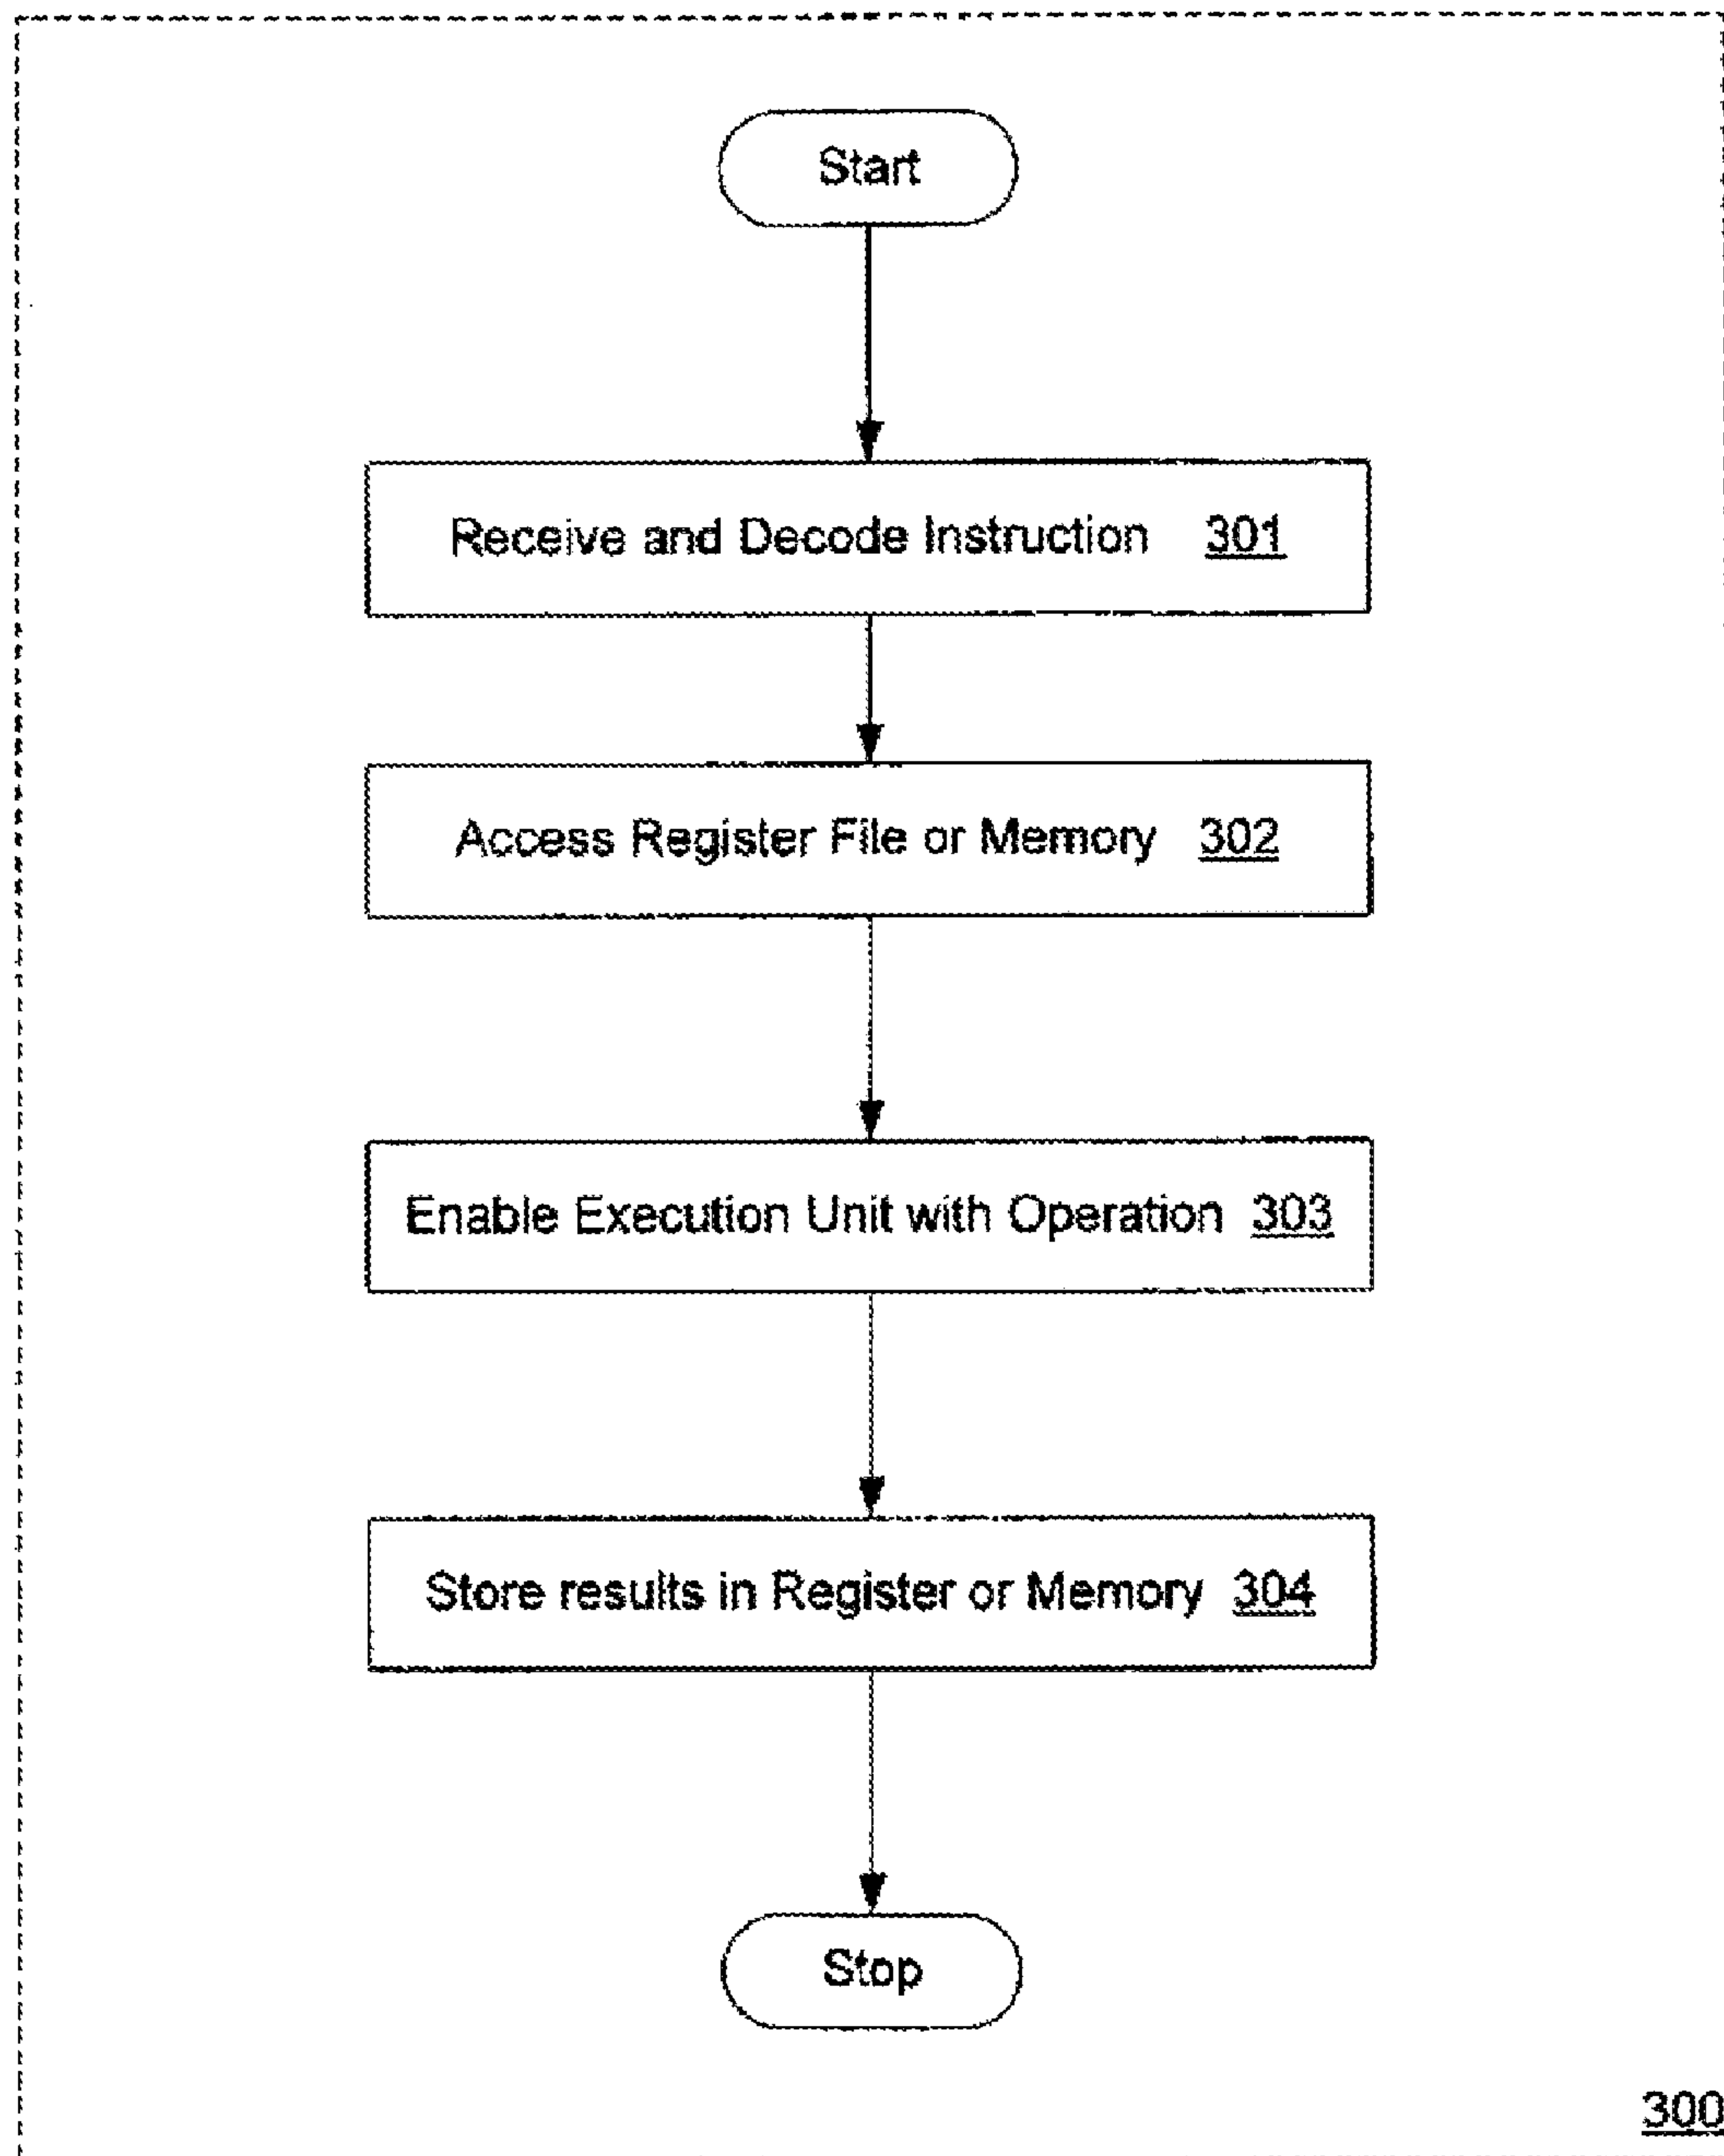 Start
Receive and Decode Instruction 301
Access Register File or Memory 302
Enable Execution Unit with Operation 303
Store results in Register or Memory 304
Stop
300